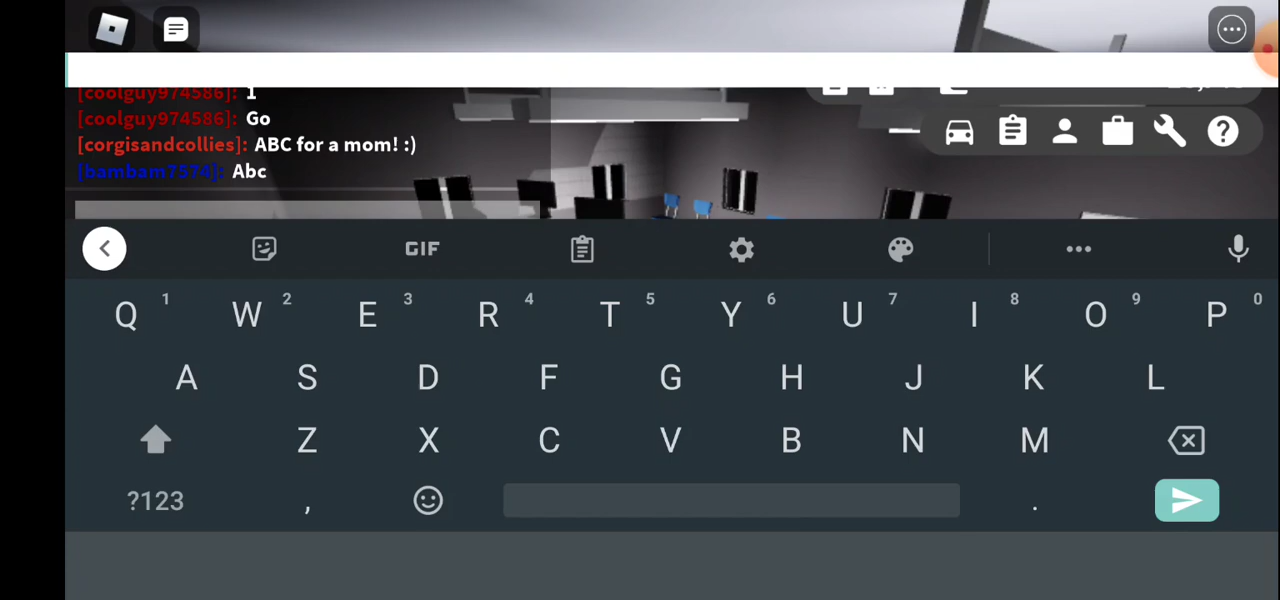 [coolguy974586]: 1
[coolguy974586]: Go
[corgisandcollies]: ABC for a mom! :)
[bambam7574]: Abc
GIF
Q 1 W 2 E 3 R 4 T 5 Y 6 U 7 I 8 O 9 P 0
A S D F G H J K L
Z X C V B N M
?123 , .